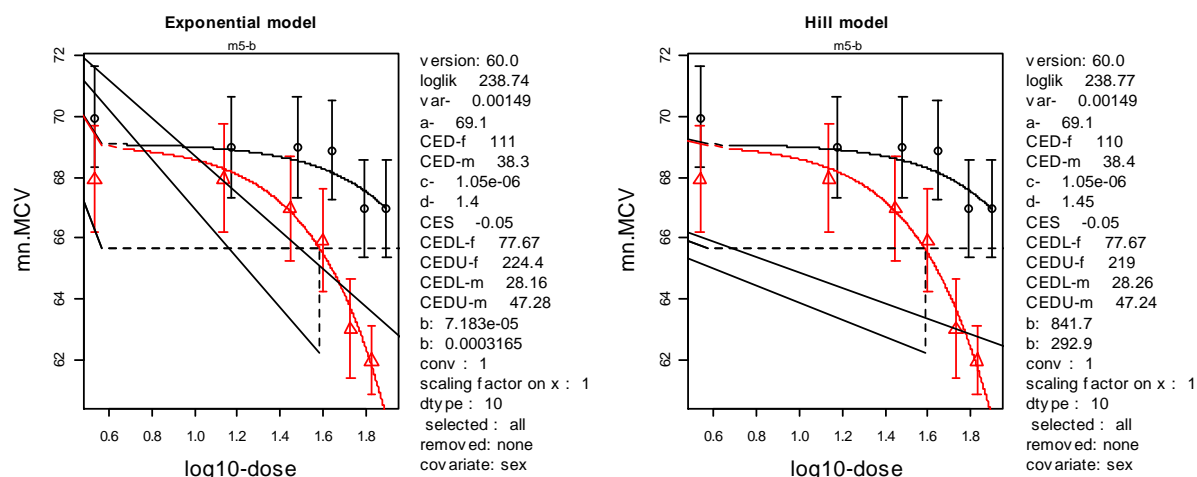 Exponential model
m5-b
mn.MCV
72
70
68
66
64
62
0.6 0.8 1.0 1.2 1.4 1.6 1.8
log10-dose
version: 60.0
loglik 238.74
var- 0.00149
a- 69.1
CED-f 111
CED-m 38.3
c- 1.05e-06
d- 1.4
CES -0.05
CEDL-f 77.67
CEDU-f 224.4
CEDL-m 28.16
CEDU-m 47.28
b: 7.183e-05
b: 0.0003165
conv : 1
scaling factor on x : 1
dtype : 10
selected : all
removed: none
covariate: sex
Hill model
m5-b
mn.MCV
72
70
68
66
64
62
0.6 0.8 1.0 1.2 1.4 1.6 1.8
log10-dose
version: 60.0
loglik 238.77
var- 0.00149
a- 69.1
CED-f 110
CED-m 38.4
c- 1.05e-06
d- 1.45
CES -0.05
CEDL-f 77.67
CEDU-f 219
CEDL-m 28.26
CEDU-m 47.24
b: 841.7
b: 292.9
conv : 1
scaling factor on x : 1
dtype : 10
selected : all
removed: none
covariate: sex